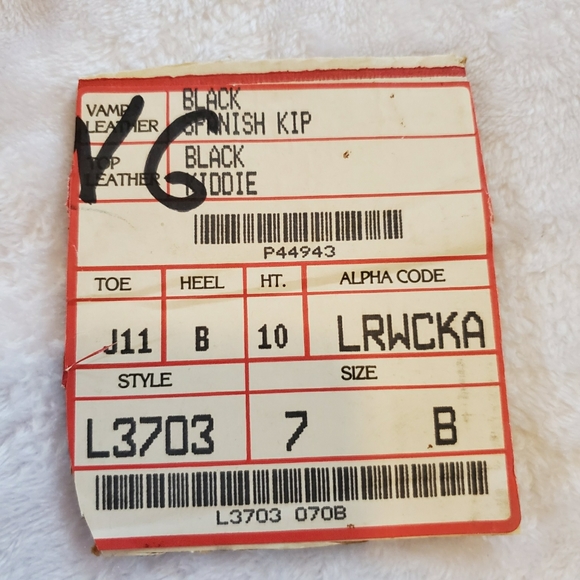 VAMP LEATHER
BLACK
SPANISH KIP
TOP LEATHER
BLACK
KIDDIE
P44943
TOE HEEL HT. ALPHA CODE
J11 B 10 LRWCKA
STYLE SIZE
L3703 7 B
L3703 070B